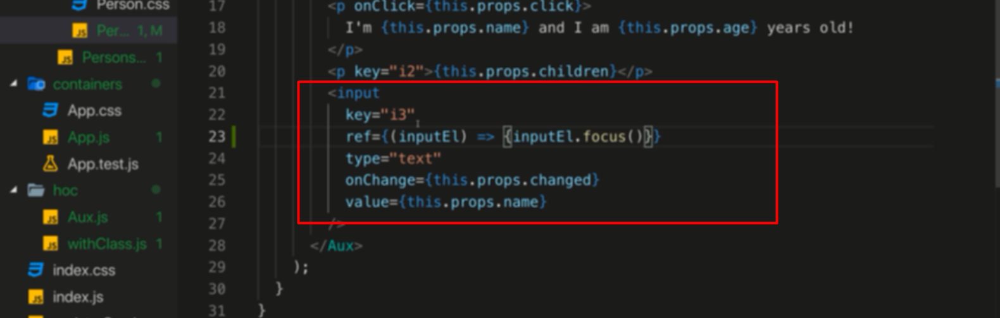 Person.css
Per... 1, M
Persons... 1
containers
App.css
App.js 1
App.test.js
hoc
Aux.js 1
withClass.js 1
index.css
index.js
17 <p onClick={this.props.click}>
18 I'm {this.props.name} and I am {this.props.age} years old!
19 </p>
20 <p key="i2">{this.props.children}</p>
21 <input
22 key="i3"
23 ref={(inputEl) => {inputEl.focus()}}
24 type="text"
25 onChange={this.props.changed}
26 value={this.props.name}
27 />
28 </Aux>
29 );
30 }
31 }